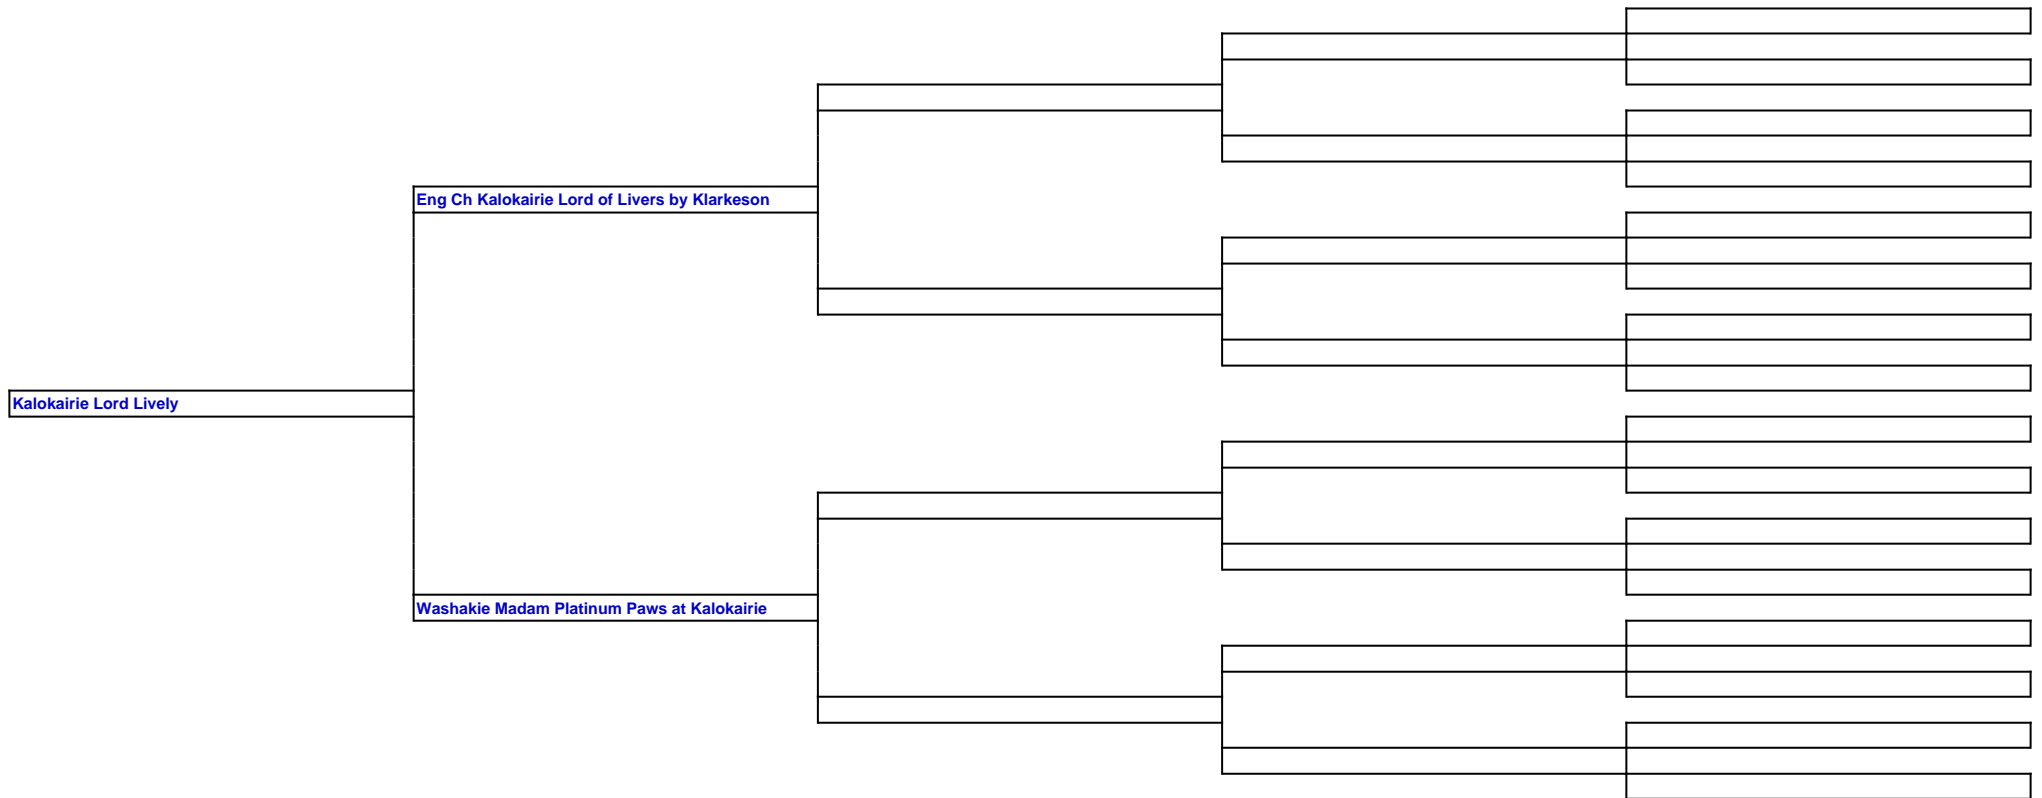 Eng Ch Kalokairie Lord of Livers by Klarkeson
Kalokairie Lord Lively
Washakie Madam Platinum Paws at Kalokairie